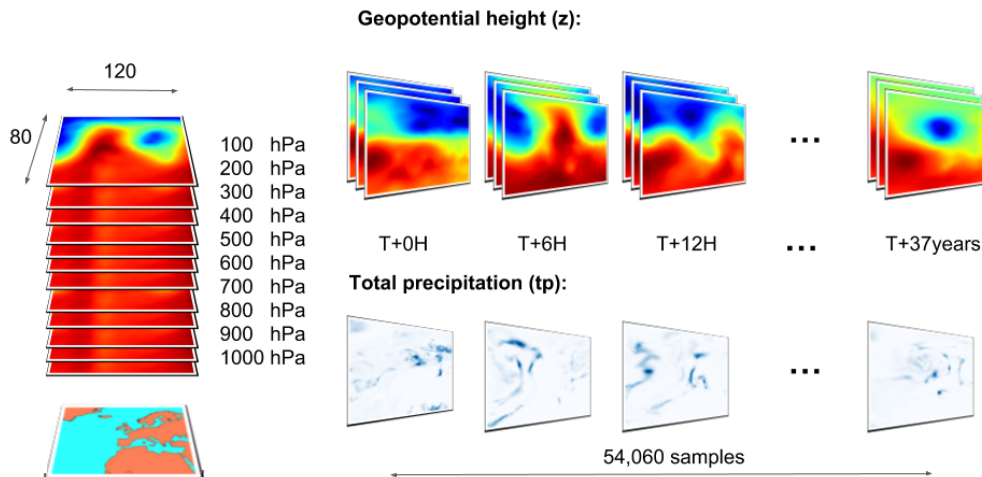 Geopotential height (z):
120
80
100 hPa
200 hPa
300 hPa
400 hPa
500 hPa
600 hPa
700 hPa
800 hPa
900 hPa
1000 hPa
...
T+0H T+6H T+12H ... T+37years
Total precipitation (tp):
...
54,060 samples